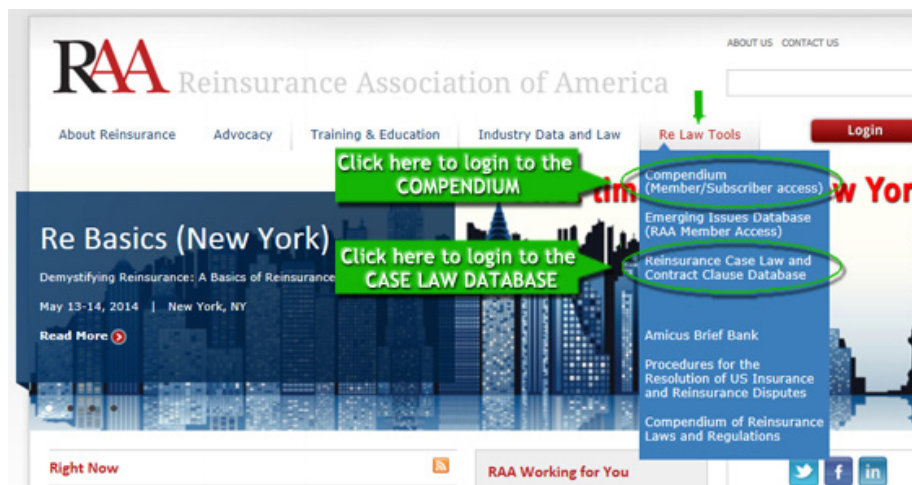 ABOUT US CONTACT US
RAA Reinsurance Association of America
About Reinsurance Advocacy Training & Education Industry Data and Law Re Law Tools Login
Click here to login to the
COMPENDIUM
Compendium
(Member/Subscriber access)
Emerging Issues Database
(RAA Member Access)
Click here to login to the
CASE LAW DATABASE
Reinsurance Case Law and
Contract Clause Database
Amicus Brief Bank
Procedures for the
Resolution of US Insurance
and Reinsurance Disputes
Compendium of Reinsurance
Laws and Regulations
tim
w Yor
Re Basics (New York)
Demystifying Reinsurance: A Basics of Reinsurance
May 13-14, 2014 | New York, NY
Read More
Right Now
RAA Working for You
f in